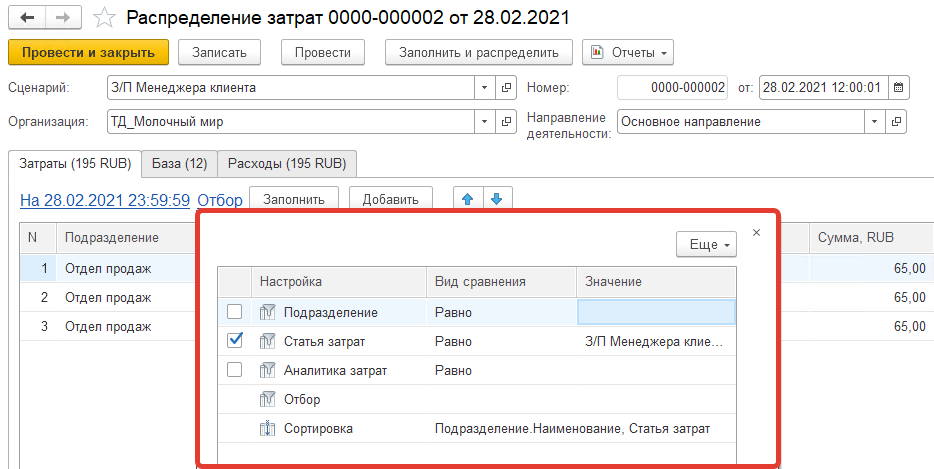 Распределение затрат 0000-000002 от 28.02.2021
Провести и закрыть Записать Провести Заполнить и распределить Отчеты
Сценарий: З/П Менеджера клиента Номер: 0000-000002 от: 28.02.2021 12:00:01
Организация: ТД_Молочный мир Направление деятельности: Основное направление
Затраты (195 RUB) База (12) Расходы (195 RUB)
На 28.02.2021 23:59:59 Отбор Заполнить Добавить
N Подразделение Сумма, RUB
1 Отдел продаж 65,00
2 Отдел продаж 65,00
3 Отдел продаж 65,00
Еще
Настройка Вид сравнения Значение
Подразделение Равно
Статья затрат Равно З/П Менеджера клие...
Аналитика затрат Равно
Отбор
Сортировка Подразделение.Наименование, Статья затрат